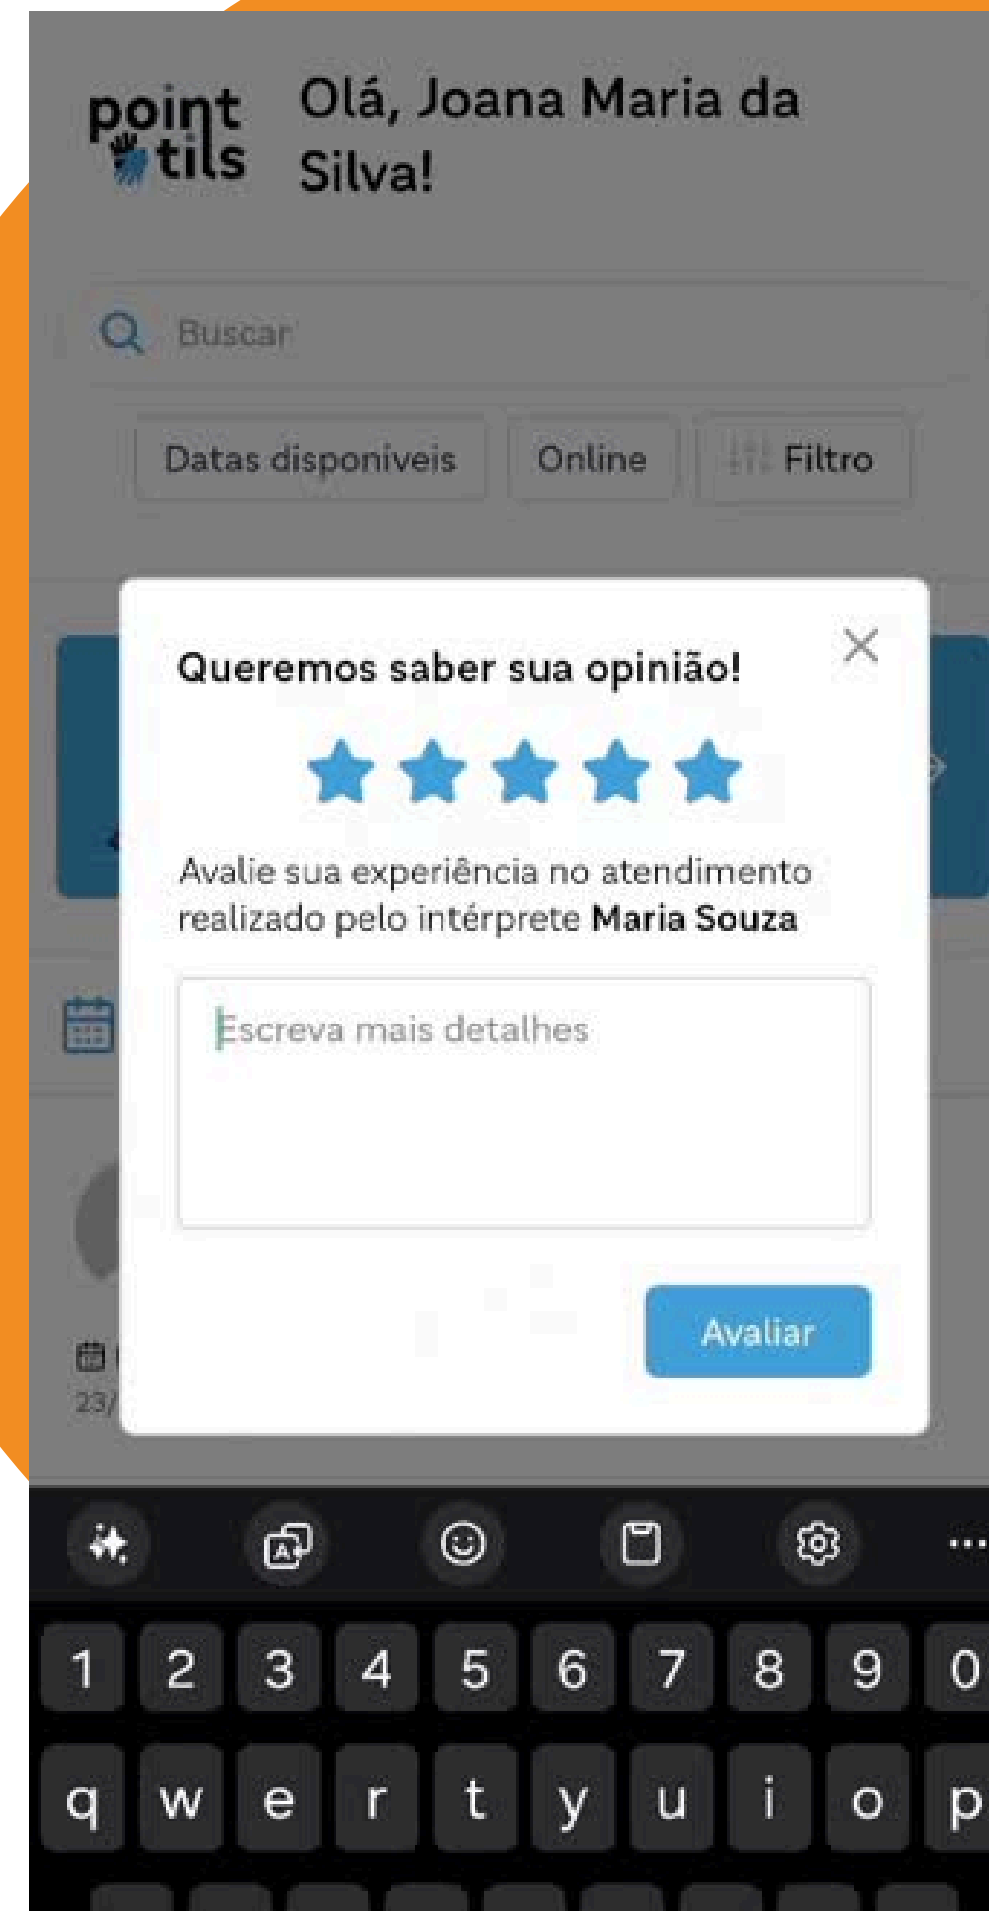 point
tils
Olá, Joana Maria da
Silva!
Buscar
Datas disponíveis
Online
Filtro
Queremos saber sua opinião!
Avalie sua experiência no atendimento
realizado pelo intérprete Maria Souza
Escreva mais detalhes
Avaliar
23/
1 2 3 4 5 6 7 8 9 0
q w e r t y u i o p